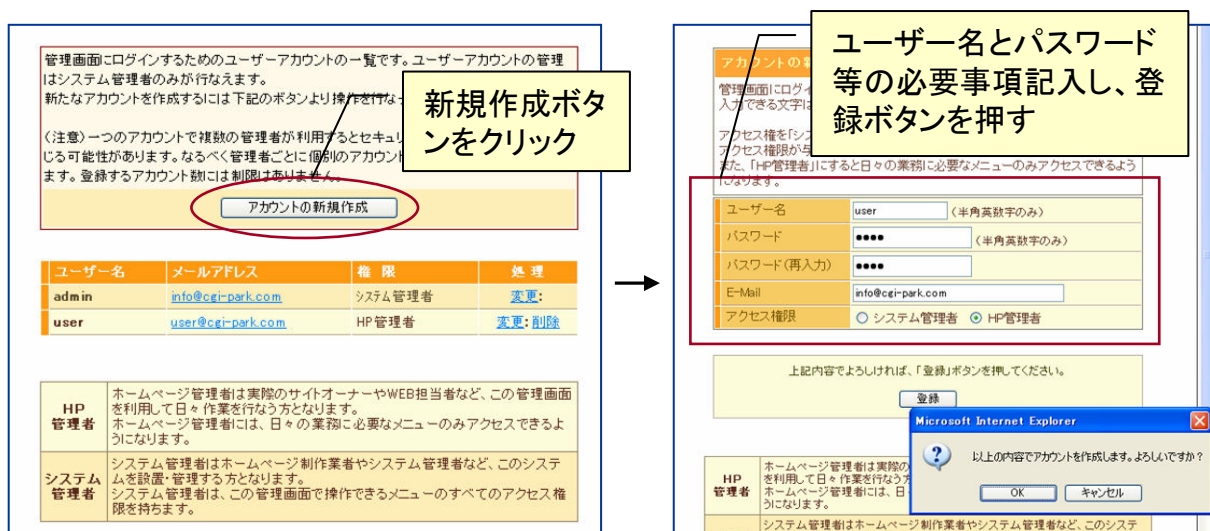 管理画面にログインするためのユーザーアカウントの一覧です。ユーザーアカウントの管理
はシステム管理者のみが行なえます。
新たなアカウントを作成するには下記のボタンより操作を行な
〈注意〉一つのアカウントで複数の管理者が利用するとセキュリ
じる可能性があります。なるべく管理者ごとに個別のアカウント
ます。登録するアカウント数には制限はありません。
アカウントの新規作成
新規作成ボタ
ンをクリック
ユーザー名 メールアドレス 権 限 処 理
admin info@cgi-park.com システム管理者 変更:
user user@cgi-park.com HP管理者 変更: 削除
HP
管理者
ホームページ管理者は実際のサイトオーナーやWEB担当者など、この管理画面
を利用して日々作業を行なう方となります。
ホームページ管理者には、日々の業務に必要なメニューのみアクセスできるよ
うになります。
システム
管理者
システム管理者はホームページ制作業者やシステム管理者など、このシステ
ムを設置・管理する方となります。
システム管理者は、この管理画面で操作できるメニューのすべてのアクセス権
限を持ちます。
ユーザー名とパスワード
等の必要事項記入し、登
録ボタンを押す
アカウントの
管理画面にログイ
入力できる文字は
アクセス権を「シス
アクセス権限が与
また、「HP管理者」にすると日々の業務に必要なメニューのみアクセスできるよう
になります。
ユーザー名 user (半角英数字のみ)
パスワード ●●●● (半角英数字のみ)
パスワード(再入力) ●●●●
E-Mail info@cgi-park.com
アクセス権限 システム管理者 HP管理者
上記内容でよろしければ、「登録」ボタンを押してください。
登録
Microsoft Internet Explorer
以上の内容でアカウントを作成します。よろしいですか?
OK キャンセル
HP
管理者
ホームページ管理者は実際の
を利用して日々作業を行なう方
ホームページ管理者には、日
うになります。
システム管理者はホームページ制作業者やシステム管理者など、このシステ